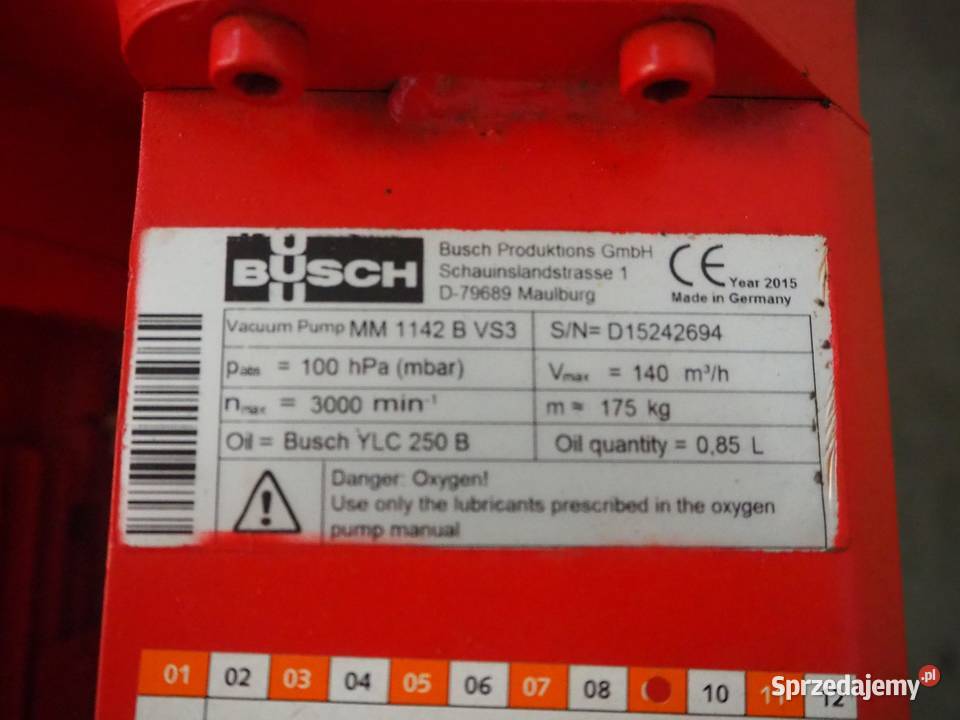 BUSCH
Busch Produktions GmbH
Schauinslandstrasse 1
D-79689 Maulburg
CE Year 2015
Made in Germany
Vacuum Pump MM 1142 B VS3
S/N= D15242694
pabs = 100 hPa (mbar)
Vmax = 140 m³/h
nmax = 3000 min-1
m ≈ 175 kg
Oil = Busch YLC 250 B
Oil quantity = 0,85 L
Danger: Oxygen!
Use only the lubricants prescribed in the oxygen
pump manual
01 02 03 04 05 06 07 08 10 11 12
Sprzedajemy.pl